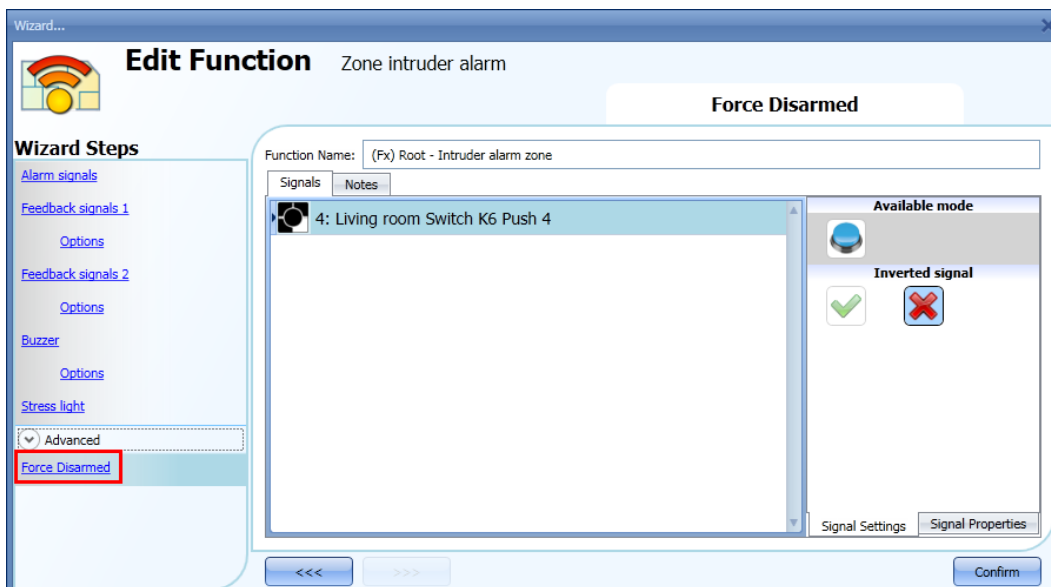 Wizard...
Edit Function Zone intruder alarm
Force Disarmed
Wizard Steps
Alarm signals
Feedback signals 1
Options
Feedback signals 2
Options
Buzzer
Options
Stress light
Advanced
Force Disarmed
Function Name: (Fx) Root - Intruder alarm zone
Signals Notes
4: Living room Switch K6 Push 4
Available mode
Inverted signal
Signal Settings Signal Properties
<<< >>> Confirm